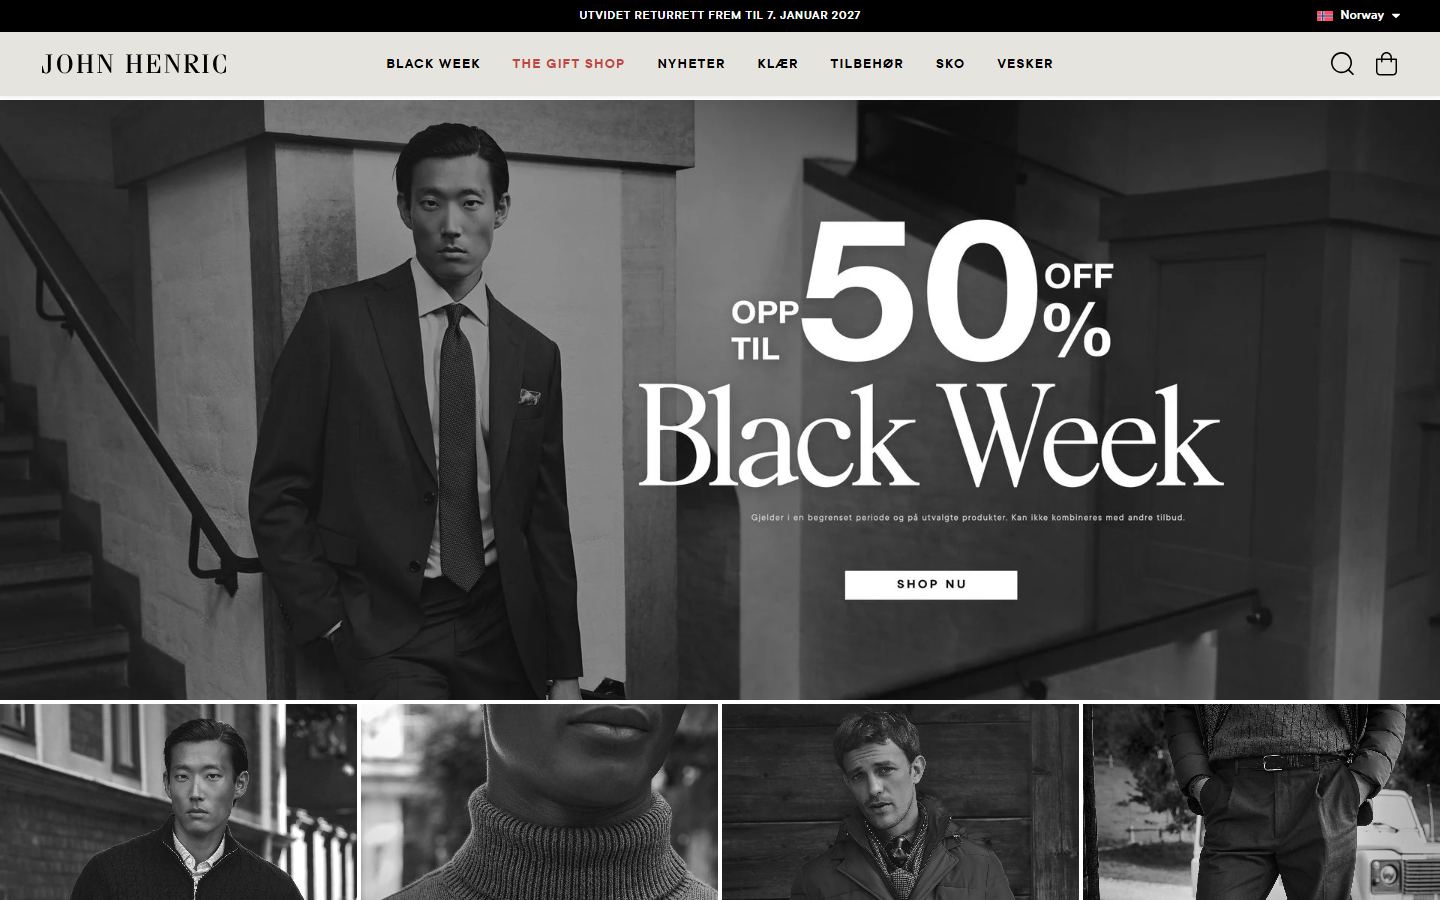 UTVIDET RETURRETT FREM TIL 7. JANUAR 2027
Norway
JOHN HENRIC
BLACK WEEK
THE GIFT SHOP
NYHETER
KLÆR
TILBEHØR
SKO
VESKER
OPP TIL 50% OFF
Black Week
Gjelder i en begrenset periode og på utvalgte produkter. Kan ikke kombineres med andre tilbud.
SHOP NU